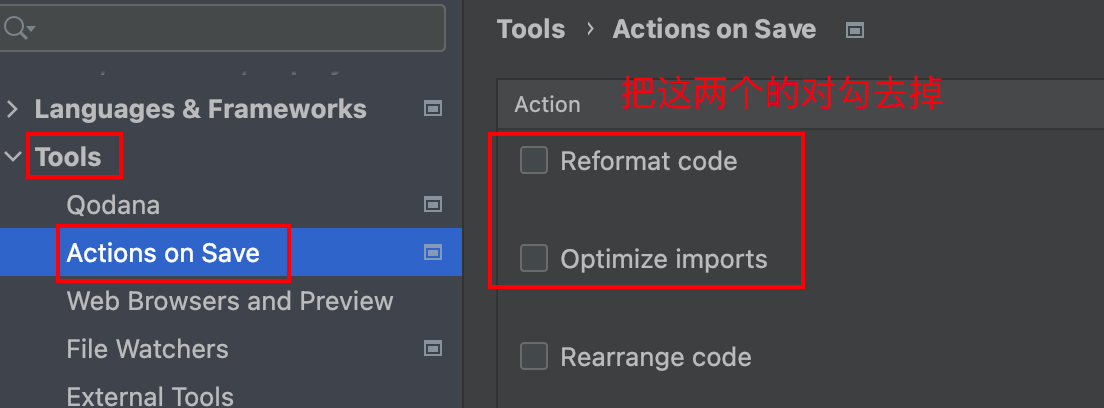 Languages & Frameworks
Tools
Qodana
Actions on Save
Web Browsers and Preview
File Watchers
External Tools
Tools › Actions on Save
Action
把这两个的对勾去掉
Reformat code
Optimize imports
Rearrange code